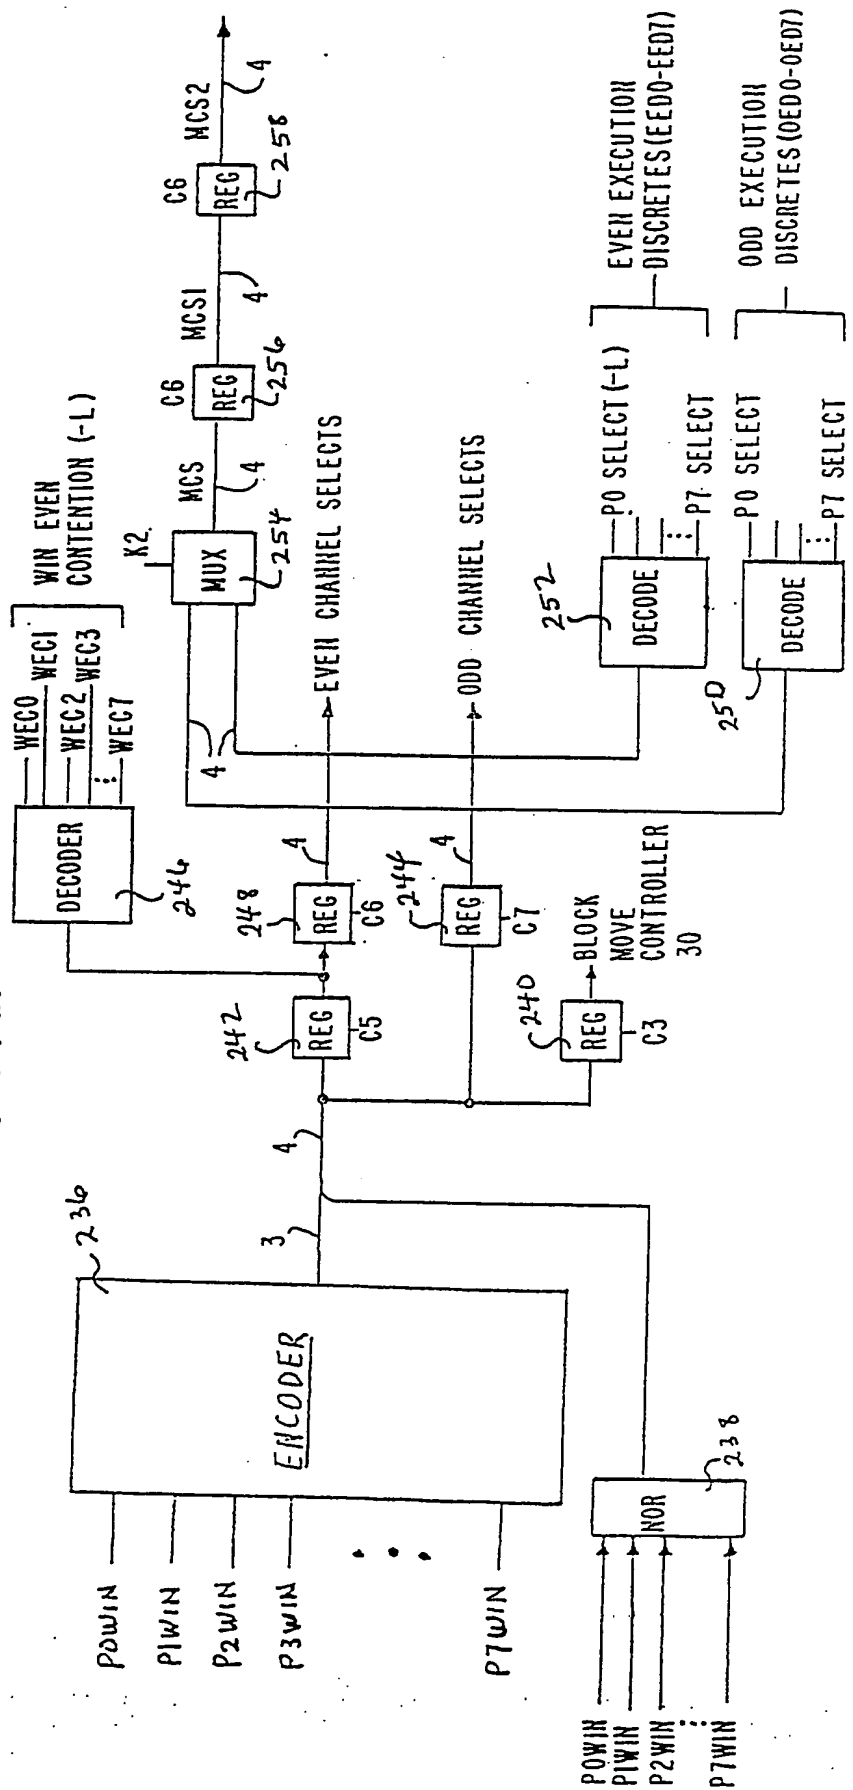 P0WIN
P1WIN
P2WIN
P3WIN
P7WIN
ENCODER
236
3
4
P0WIN
P1WIN
P2WIN
P7WIN
NOR
238
242
REG
C5
248
REG
C6
4
EVEN CHANNEL SELECTS
244
REG
C7
4
ODD CHANNEL SELECTS
240
REG
C3
BLOCK
MOVE
CONTROLLER
30
DECODER
246
WEC0
WEC1
WEC2
WEC3
WEC7
WIN EVEN
CONTENTION (-L)
4
K2
MUX
254
MCS
4
C6
REG
256
MCS1
4
C6
REG
258
MCS2
4
252
DECODE
P0 SELECT (-L)
P7 SELECT
EVEN EXECUTION
DISCRETES (EED0-EED7)
250
DECODE
P0 SELECT
P7 SELECT
ODD EXECUTION
DISCRETES (OED0-OED7)